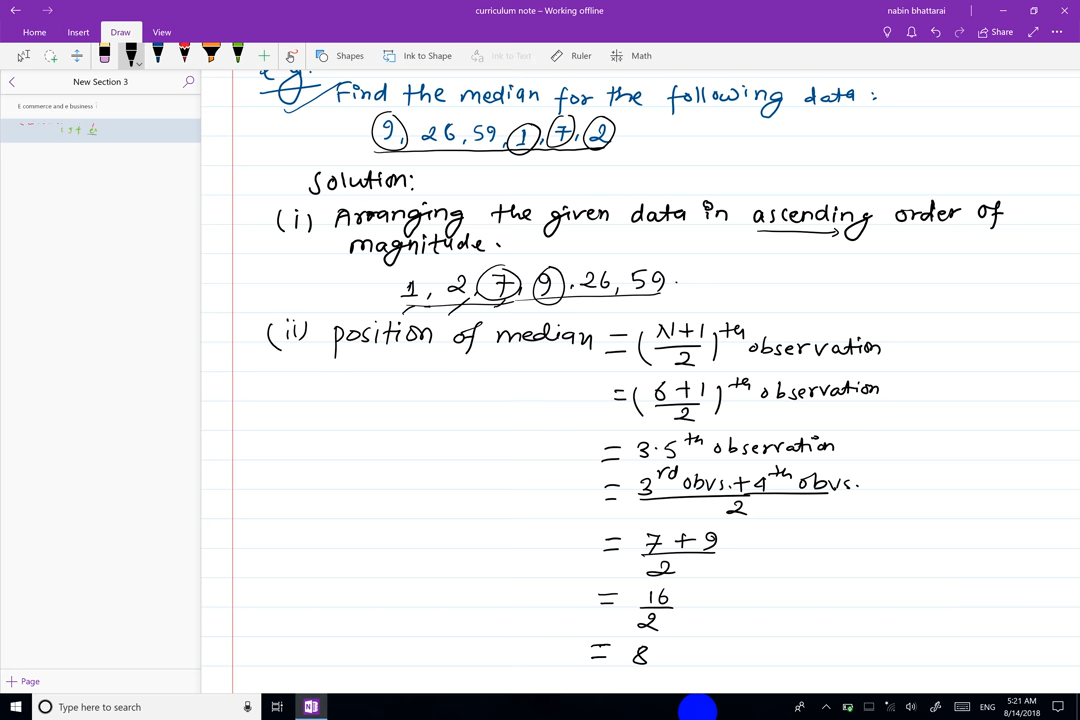 curriculum note – Working offline
nabin bhattarai
Home Insert Draw View
Share
Shapes Ink to Shape Ink to Text Ruler Math
New Section 3
E commerce and e business
e g.
Find the median for the following data :
9, 26, 59, 1, 7, 2
Solution:
(i) Arranging the given data in ascending order of
magnitude.
1, 2, 7, 9, 26, 59.
(ii) position of median = (N+1/2)th observation
= (6+1/2)th observation
= 3.5th observation
= 3rd obvs. + 4th obvs. / 2
= 7+9/2
= 16/2
= 8
+ Page
Type here to search
ENG
5:21 AM
8/14/2018